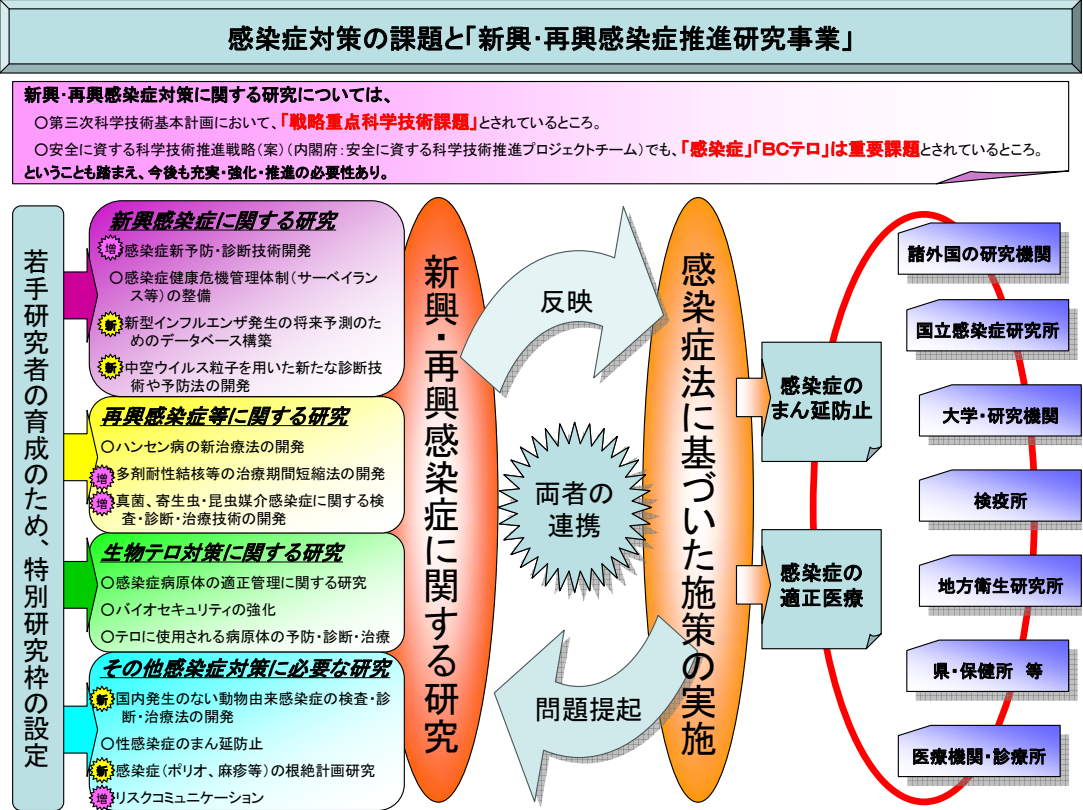 感染症対策の課題と「新興・再興感染症推進研究事業」
新興・再興感染症対策に関する研究については、
○第三次科学技術基本計画において、「戦略重点科学技術課題」とされているところ。
○安全に資する科学技術推進戦略(案)(内閣府:安全に資する科学技術推進プロジェクトチーム)でも、「感染症」「BCテロ」は重要課題とされているところ。
ということも踏まえ、今後も充実・強化・推進の必要性あり。
若手研究者の育成のため、特別研究枠の設定
新興感染症に関する研究
増 感染症新予防・診断技術開発
○感染症健康危機管理体制(サーベイラン
ス等)の整備
新 新型インフルエンザ発生の将来予測のた
めのデータベース構築
新 中空ウイルス粒子を用いた新たな診断技
術や予防法の開発
再興感染症等に関する研究
○ハンセン病の新治療法の開発
増 多剤耐性結核等の治療期間短縮法の開発
増 真菌、寄生虫・昆虫媒介感染症に関する検
査・診断・治療技術の開発
生物テロ対策に関する研究
○感染症病原体の適正管理に関する研究
○バイオセキュリティの強化
○テロに使用される病原体の予防・診断・治療
その他感染症対策に必要な研究
新 国内発生のない動物由来感染症の検査・診
断・治療法の開発
○性感染症のまん延防止
新 感染症(ポリオ、麻疹等)の根絶計画研究
増 リスクコミュニケーション
新興・再興感染症に関する研究
反映
両者の
連携
問題提起
感染症法に基づいた施策の実施
感染症の
まん延防止
感染症の
適正医療
諸外国の研究機関
国立感染症研究所
大学・研究機関
検疫所
地方衛生研究所
県・保健所 等
医療機関・診療所